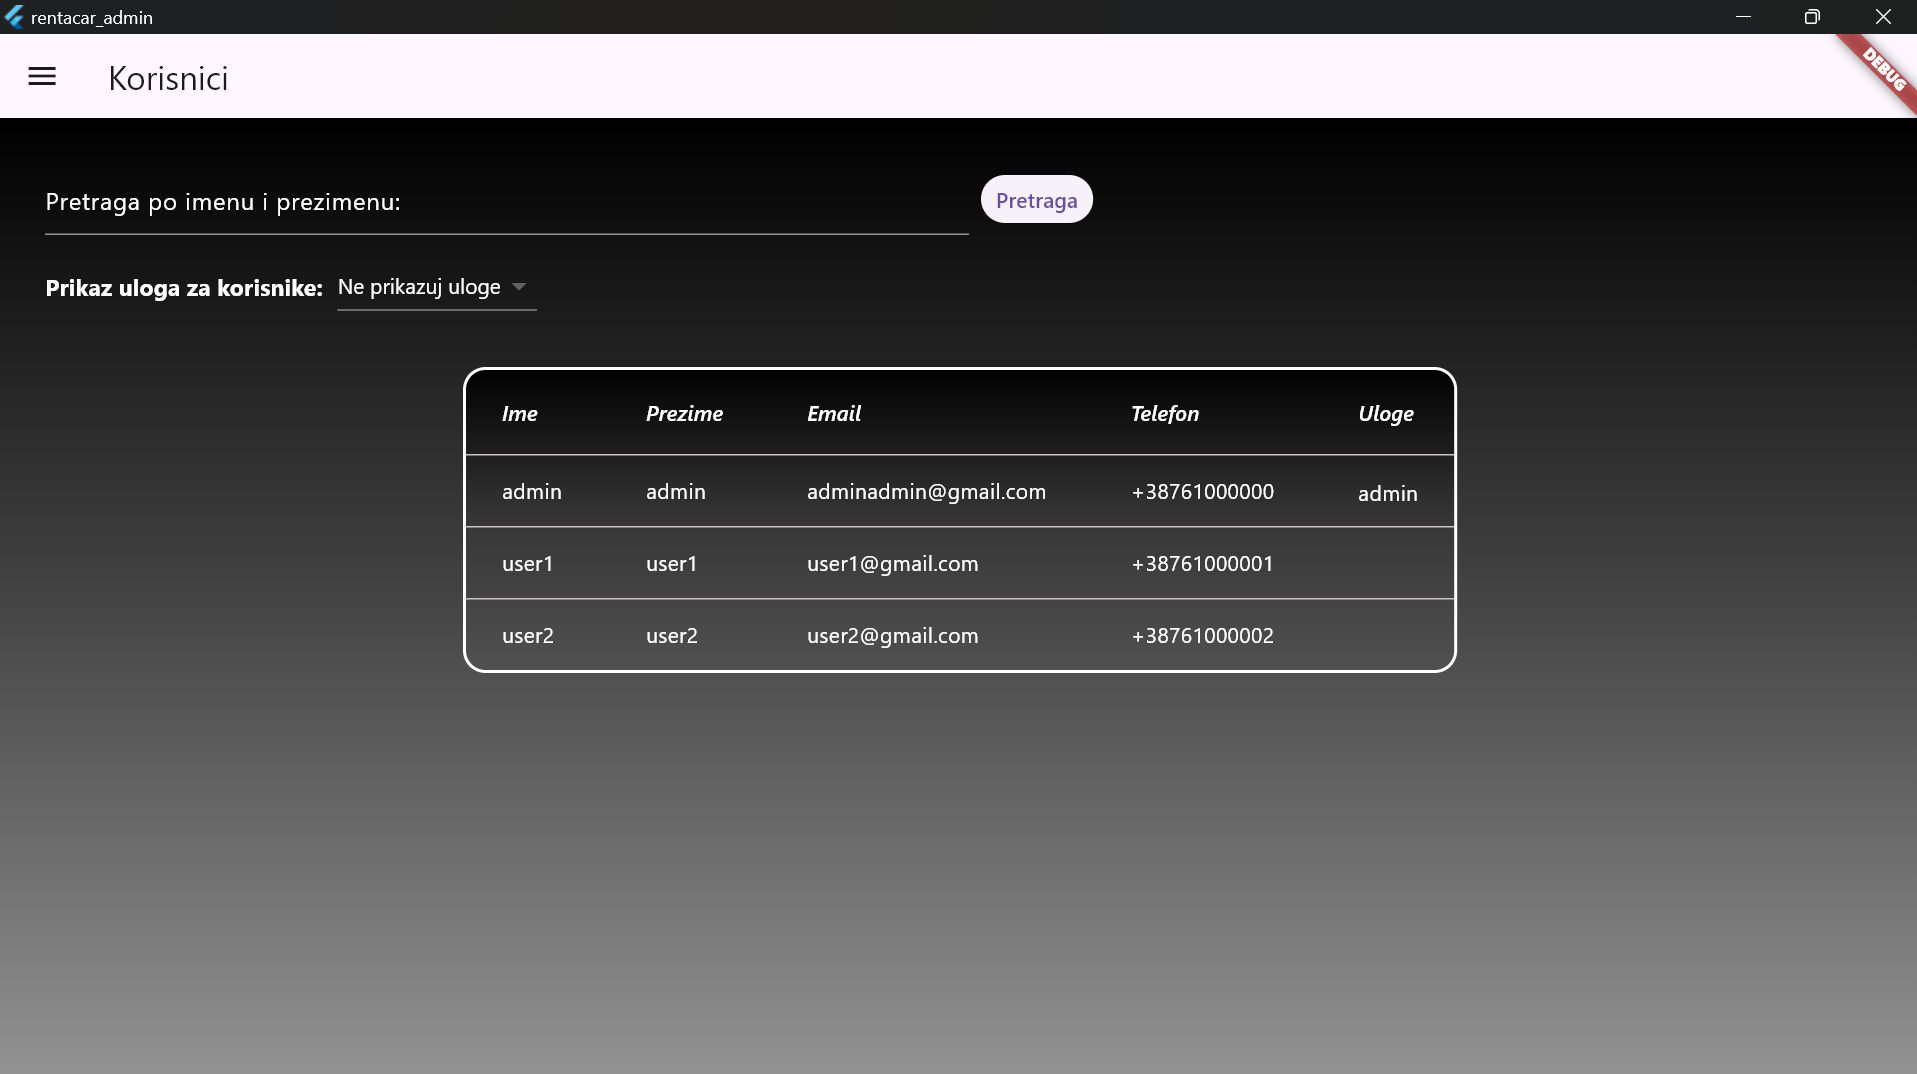 rentacar_admin
Korisnici
DEBUG
Pretraga po imenu i prezimenu:
Pretraga
Prikaz uloga za korisnike: Ne prikazuj uloge
Ime Prezime Email Telefon Uloge
admin admin adminadmin@gmail.com +38761000000 admin
user1 user1 user1@gmail.com +38761000001
user2 user2 user2@gmail.com +38761000002